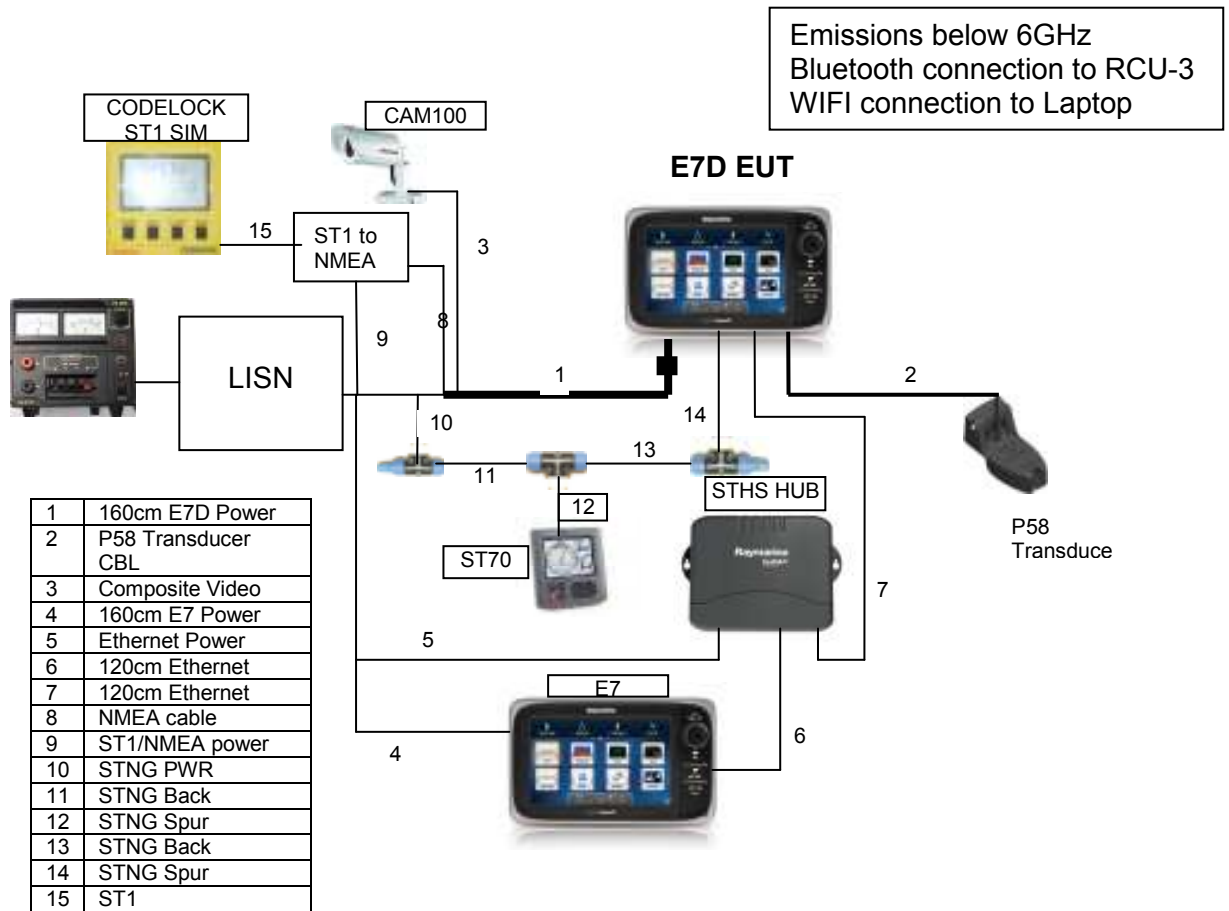 Emissions below 6GHz
Bluetooth connection to RCU-3
WIFI connection to Laptop
CODELOCK
ST1 SIM
CAM100
E7D EUT
15
ST1 to
NMEA
3
8
9
LISN
1
2
10
14
11
13
12
STHS HUB
ST70
Raymarine
P58
Transduce
7
5
E7
4
6
1 160cm E7D Power
2 P58 Transducer
CBL
3 Composite Video
4 160cm E7 Power
5 Ethernet Power
6 120cm Ethernet
7 120cm Ethernet
8 NMEA cable
9 ST1/NMEA power
10 STNG PWR
11 STNG Back
12 STNG Spur
13 STNG Back
14 STNG Spur
15 ST1